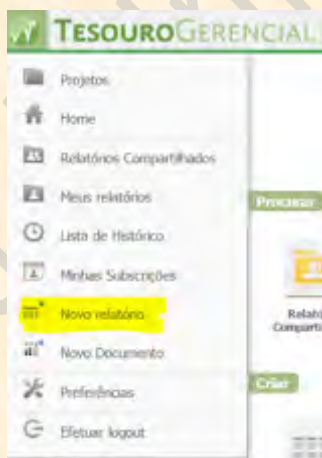 TESOUROGERENCIAL
Projetos
Home
Relatórios Compartilhados
Meus relatórios
Procurar
Lista de Histórico
Minhas Subscrições
Novo relatório
Novo Documento
Preferências
Criar
Efetuar logout